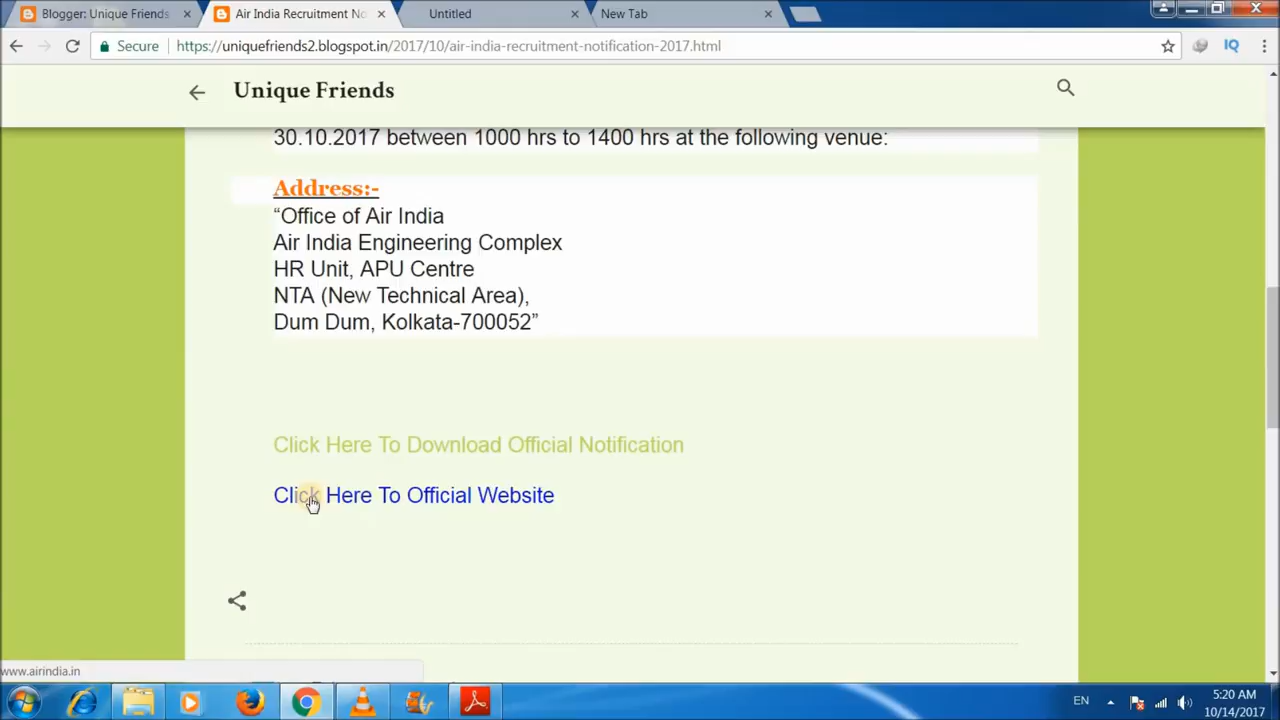 Blogger: Unique Friends
Air India Recruitment No
Untitled
New Tab
Secure
https://uniquefriends2.blogspot.in/2017/10/air-india-recruitment-notification-2017.html
IQ
Unique Friends
30.10.2017 between 1000 hrs to 1400 hrs at the following venue:
Address:-
“Office of Air India
Air India Engineering Complex
HR Unit, APU Centre
NTA (New Technical Area),
Dum Dum, Kolkata-700052”
Click Here To Download Official Notification
Click Here To Official Website
www.airindia.in
EN
5:20 AM
10/14/2017